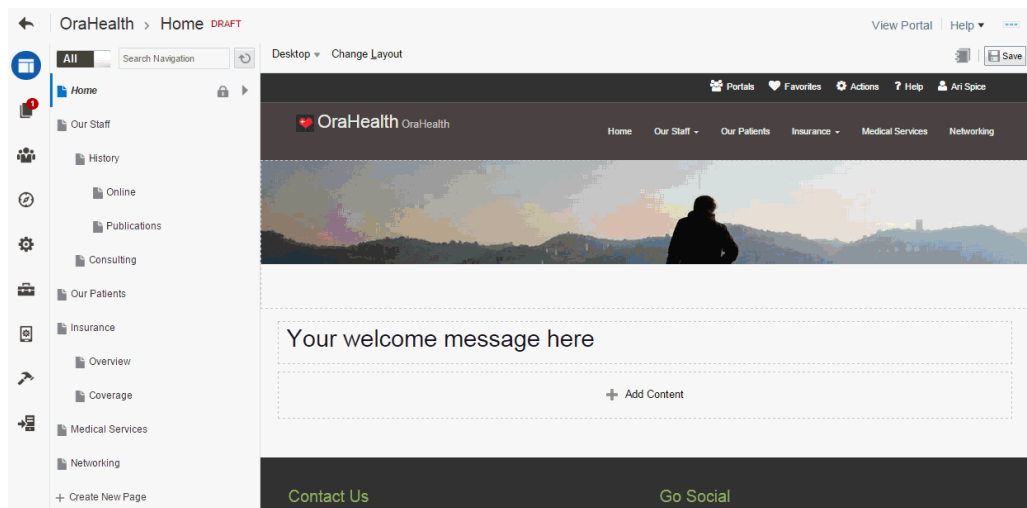 OraHealth > Home DRAFT
View Portal Help ▾
All Search Navigation
Desktop ▾ Change Layout
Save
1
Home
Our Staff
History
Online
Publications
Consulting
Our Patients
Insurance
Overview
Coverage
Medical Services
Networking
+ Create New Page
Portals Favorites Actions ? Help Ari Spice
OraHealth OraHealth
Home Our Staff ▾ Our Patients Insurance ▾ Medical Services Networking
Your welcome message here
+ Add Content
Contact Us Go Social